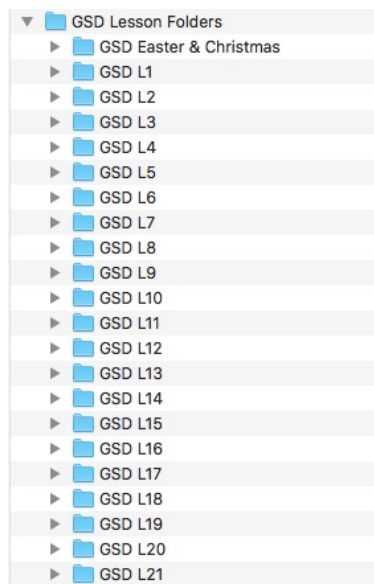 GSD Lesson Folders
GSD Easter & Christmas
GSD L1
GSD L2
GSD L3
GSD L4
GSD L5
GSD L6
GSD L7
GSD L8
GSD L9
GSD L10
GSD L11
GSD L12
GSD L13
GSD L14
GSD L15
GSD L16
GSD L17
GSD L18
GSD L19
GSD L20
GSD L21